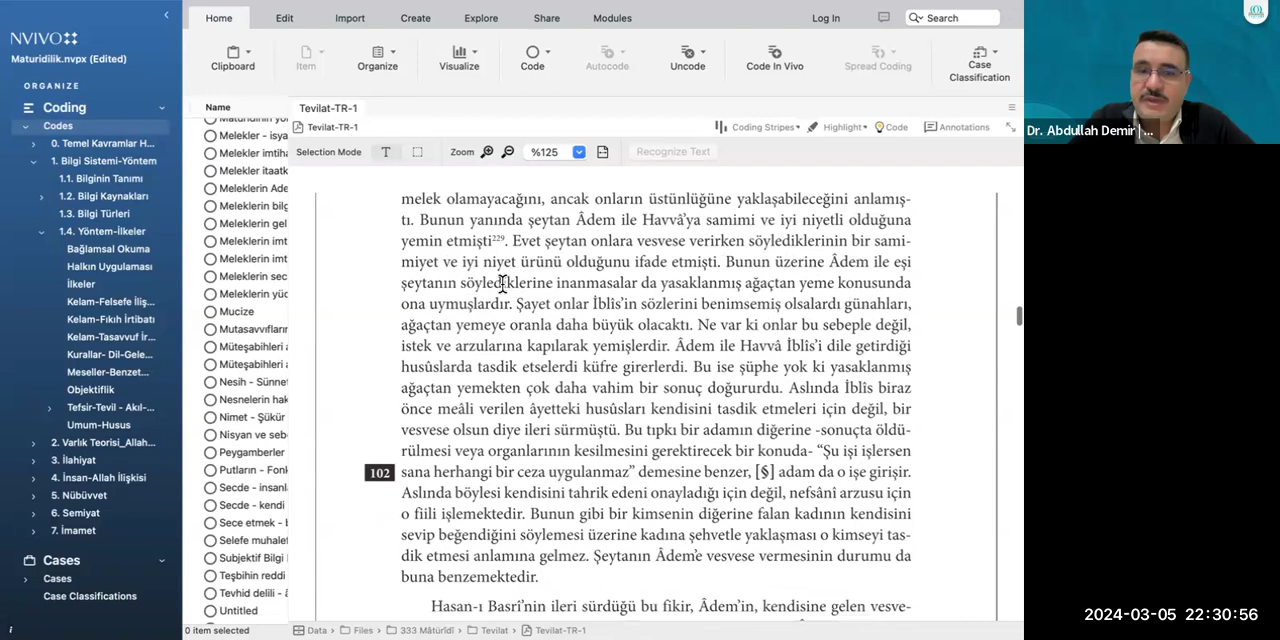 Home Edit Import Create Explore Share Modules Log In Search
NVIVO
Maturidilik.nvpx (Edited)
Clipboard Item Organize Visualize Code Autocode Uncode Code In Vivo Spread Coding Case Classification
ORGANIZE
Coding
Codes
0. Temel Kavramlar H...
1. Bilgi Sistemi-Yöntem
1.1. Bilginin Tanımı
1.2. Bilgi Kaynakları
1.3. Bilgi Türleri
1.4. Yöntem-İlkeler
Bağlamsal Okuma
Halkın Uygulaması
İlkeler
Kelam-Felsefe İliş...
Kelam-Fıkıh İrtibatı
Kelam-Tasavvuf İr...
Kurallar- Dil-Gele...
Meseller-Benzet...
Objektiflik
Tefsir-Tevil - Akıl-...
Umum-Husus
2. Varlık Teorisi_Allah...
3. İlahiyat
4. İnsan-Allah İlişkisi
5. Nübüvvet
6. Semiyat
7. İmamet
Cases
Cases
Case Classifications
Name
Melekler - isya
Melekler imtiha
Melekler itaatk
Meleklerin Ade
Meleklerin bilg
Meleklerin gel
Meleklerin imt
Meleklerin imt
Meleklerin sec
Meleklerin yüc
Mucize
Mutasavvıfların
Müteşabihleri a
Müteşabihleri a
Nesih - Sünnet
Nesnelerin hak
Nimet - Şükür
Nisyan ve sebe
Peygamberler
Putların - Fonk
Secde - insanla
Secde - kendi
Sece etmek - b
Selefe muhalef
Subjektif Bilgi
Teşbihin reddi
Tevhid delili - â
Untitled
0 item selected
Tevilat-TR-1
Tevilat-TR-1 Coding Stripes Highlight Code Annotations
Selection Mode T Zoom %125 Recognize Text
melek olamayacağını, ancak onların üstünlüğüne yaklaşabileceğini anlamış-
tı. Bunun yanında şeytan Âdem ile Havvâ'ya samimi ve iyi niyetli olduğuna
yemin etmişti229. Evet şeytan onlara vesvese verirken söylediklerinin bir sami-
miyet ve iyi niyet ürünü olduğunu ifade etmişti. Bunun üzerine Âdem ile eşi
şeytanın söylediklerine inanmasalar da yasaklanmış ağaçtan yeme konusunda
ona uymuşlardır. Şayet onlar İblîs'in sözlerini benimsemiş olsalardı günahları,
ağaçtan yemeye oranla daha büyük olacaktı. Ne var ki onlar bu sebeple değil,
istek ve arzularına kapılarak yemişlerdir. Âdem ile Havvâ İblîs'i dile getirdiği
husûslarda tasdik etselerdi küfre girerlerdi. Bu ise şüphe yok ki yasaklanmış
ağaçtan yemekten çok daha vahim bir sonuç doğururdu. Aslında İblîs biraz
önce meâli verilen âyetteki husûsları kendisini tasdik etmeleri için değil, bir
vesvese olsun diye ileri sürmüştü. Bu tıpkı bir adamın diğerine -sonuçta öldü-
rülmesi veya organlarının kesilmesini gerektirecek bir konuda- “Şu işi işlersen
102 sana herhangi bir ceza uygulanmaz” demesine benzer, [§] adam da o işe girişir.
Aslında böylesi kendisini tahrik edeni onayladığı için değil, nefsânî arzusu için
o fiili işlemektedir. Bunun gibi bir kimsenin diğerine falan kadının kendisini
sevip beğendiğini söylemesi üzerine kadına şehvetle yaklaşması o kimseyi tas-
dik etmesi anlamına gelmez. Şeytanın Âdem'e vesvese vermesinin durumu da
buna benzemektedir.
Hasan-ı Basrî'nin ileri sürdüğü bu fikir, Âdem'in, kendisine gelen vesve-
Data Files 333 Mâtürîdî Tevilat Tevilat-TR-1
Dr. Abdullah Demir | ...
2024-03-05 22:30:56